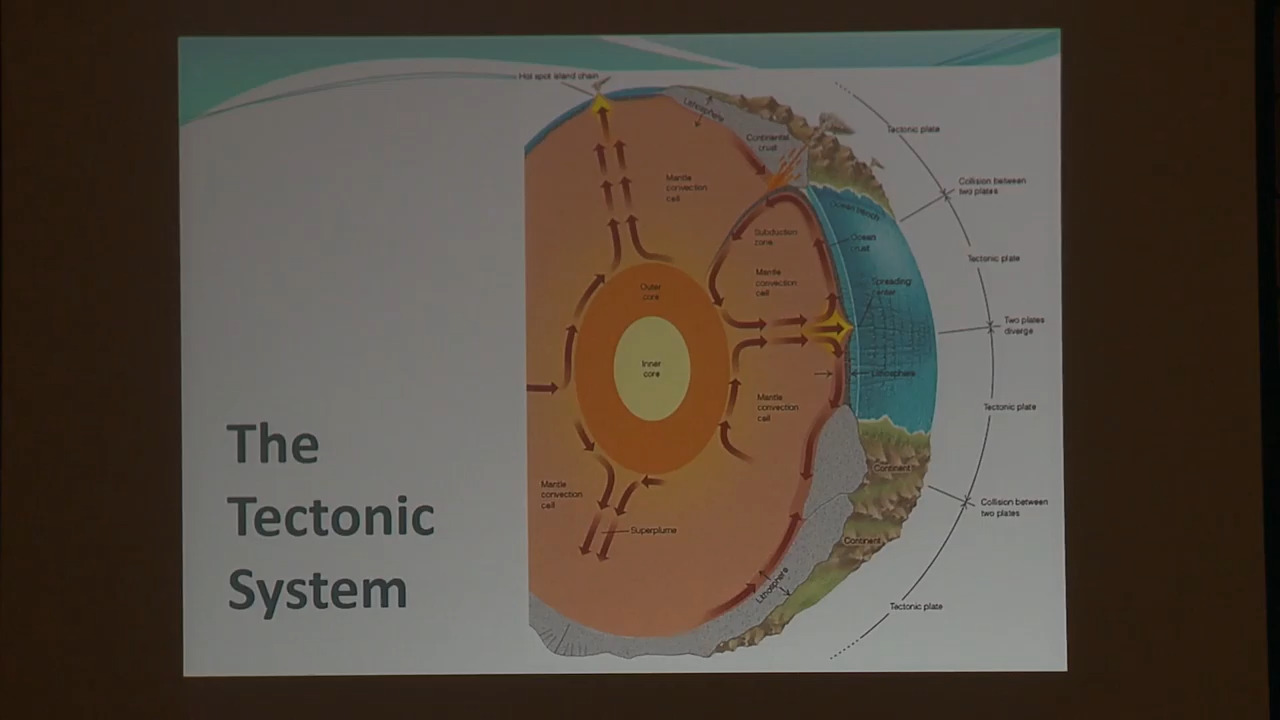 Hot spot island chain
Lithosphere
Continental
crust
Tectonic plate
Mantle
convection
cell
Collision between
two plates
Ocean trench
Subduction
zone
Ocean
crust
Tectonic plate
Mantle
convection
cell
Spreading
center
Outer
core
Two plates
diverge
Inner
core
Lithosphere
Mantle
convection
cell
Tectonic plate
The
Tectonic
System
Continent
Mantle
convection
cell
Collision between
two plates
Superplume
Continent
Lithosphere
Tectonic plate